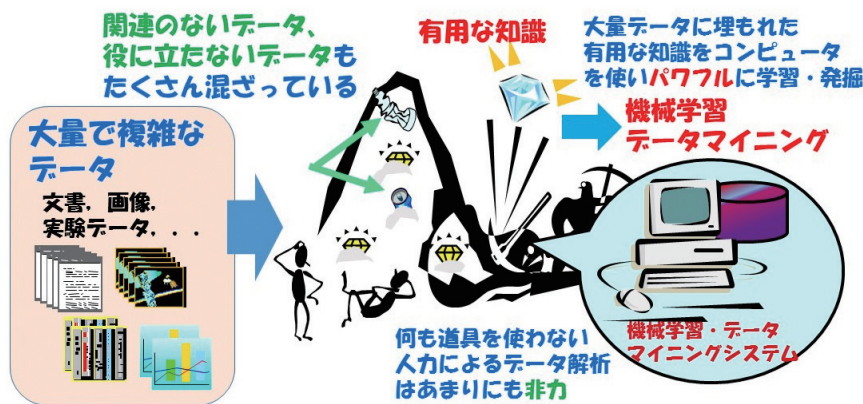 関連のないデータ、
役に立たないデータも
たくさん混ざっている
有用な知識
大量データに埋もれた
有用な知識をコンピュータ
を使いパワフルに学習・発掘
機械学習
データマイニング
大量で複雑な
データ
文書，画像，
実験データ，．．
何も道具を使わない
人力によるデータ解析
はあまりにも非力
機械学習・データ
マイニングシステム